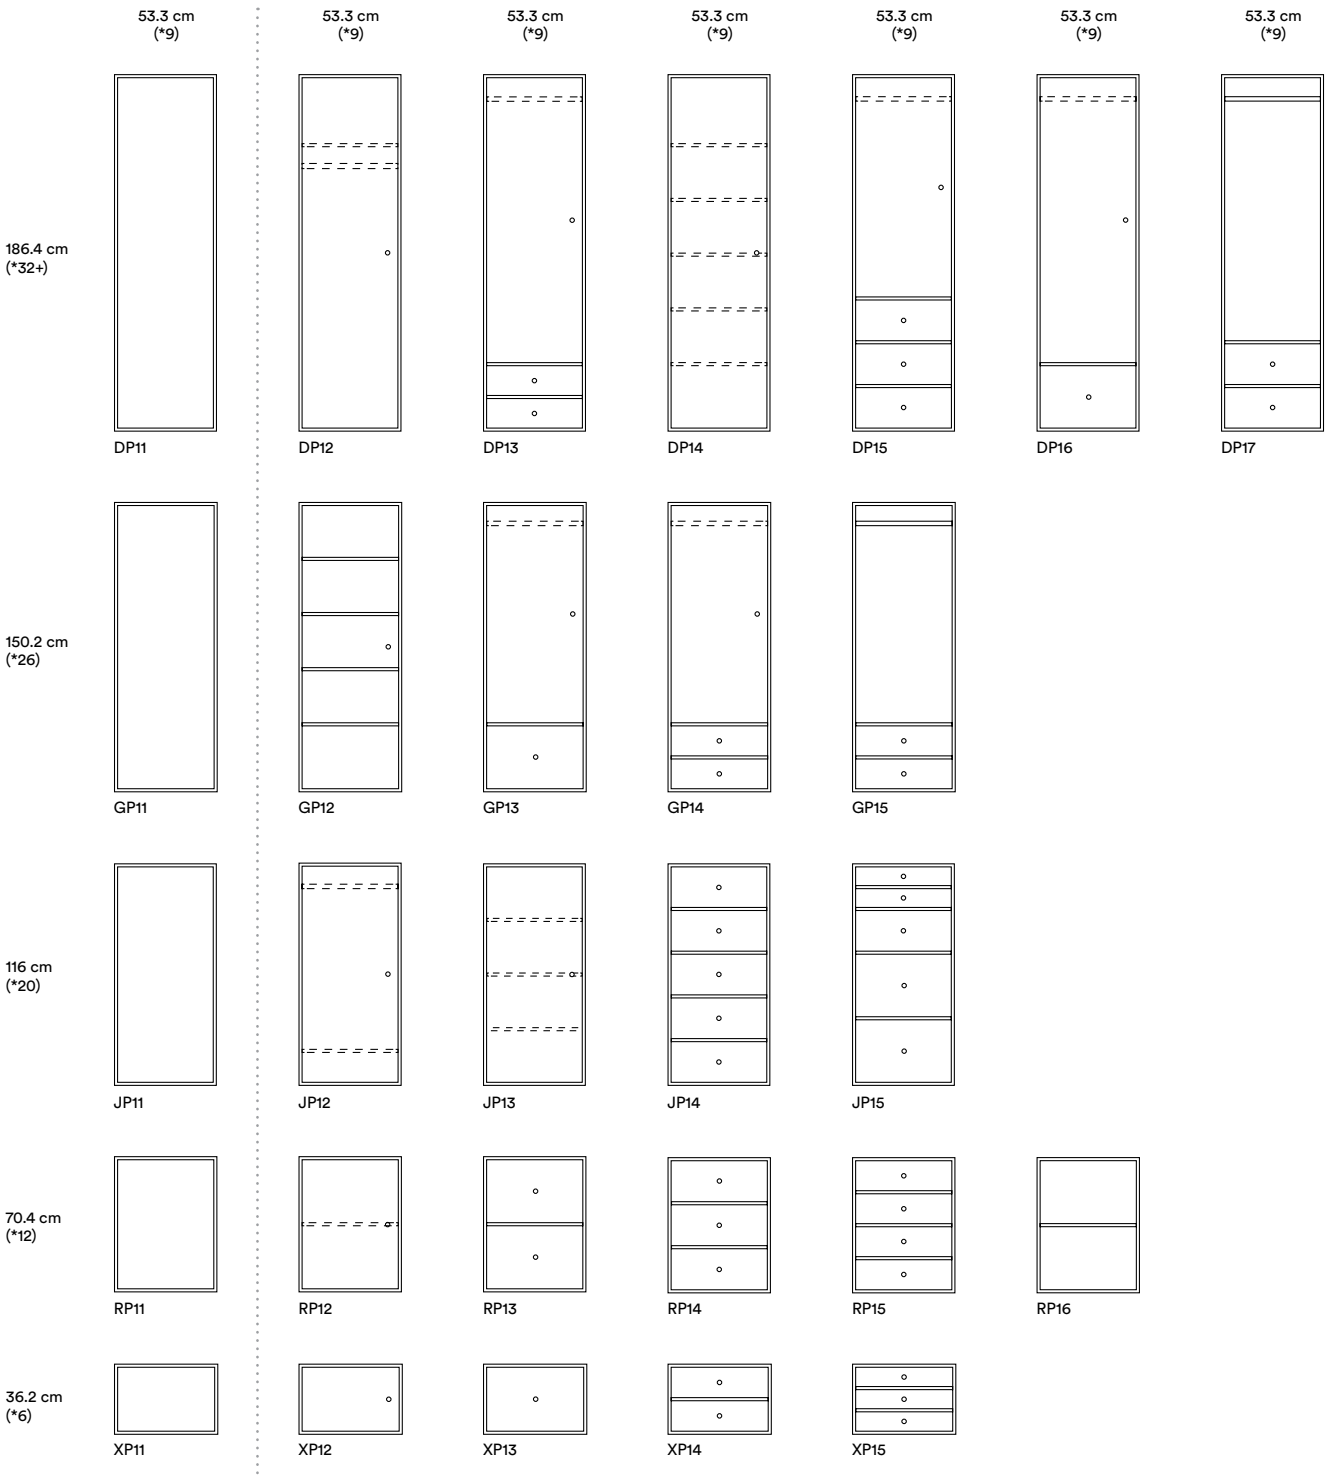 53.3 cm
(*9)
53.3 cm
(*9)
53.3 cm
(*9)
53.3 cm
(*9)
53.3 cm
(*9)
53.3 cm
(*9)
53.3 cm
(*9)
186.4 cm
(*32+)
DP11
DP12
DP13
DP14
DP15
DP16
DP17
150.2 cm
(*26)
GP11
GP12
GP13
GP14
GP15
116 cm
(*20)
JP11
JP12
JP13
JP14
JP15
70.4 cm
(*12)
RP11
RP12
RP13
RP14
RP15
RP16
36.2 cm
(*6)
XP11
XP12
XP13
XP14
XP15